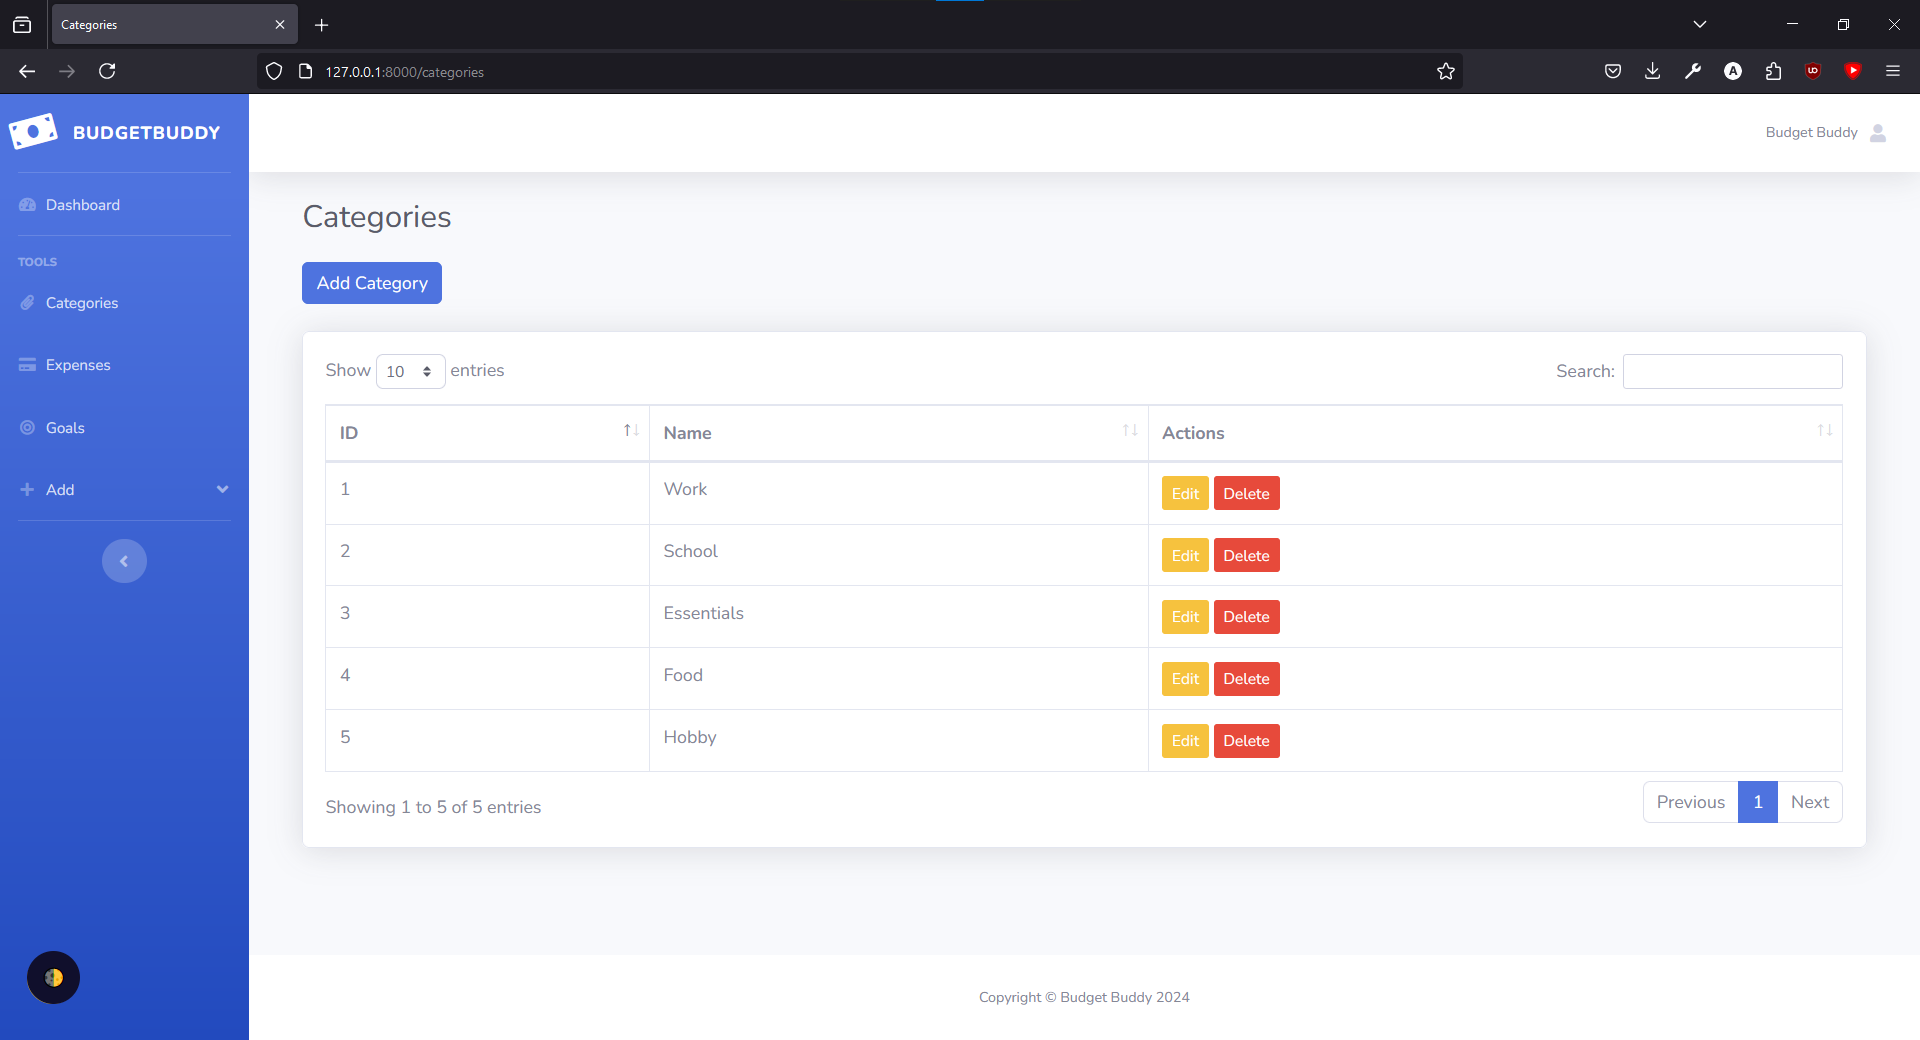 Categories
127.0.0.1:8000/categories
BUDGETBUDDY
Budget Buddy
Dashboard
TOOLS
Categories
Expenses
Goals
Add
Categories
Add Category
Show 10 entries
Search:
ID Name Actions
1 Work Edit Delete
2 School Edit Delete
3 Essentials Edit Delete
4 Food Edit Delete
5 Hobby Edit Delete
Showing 1 to 5 of 5 entries
Previous 1 Next
Copyright © Budget Buddy 2024